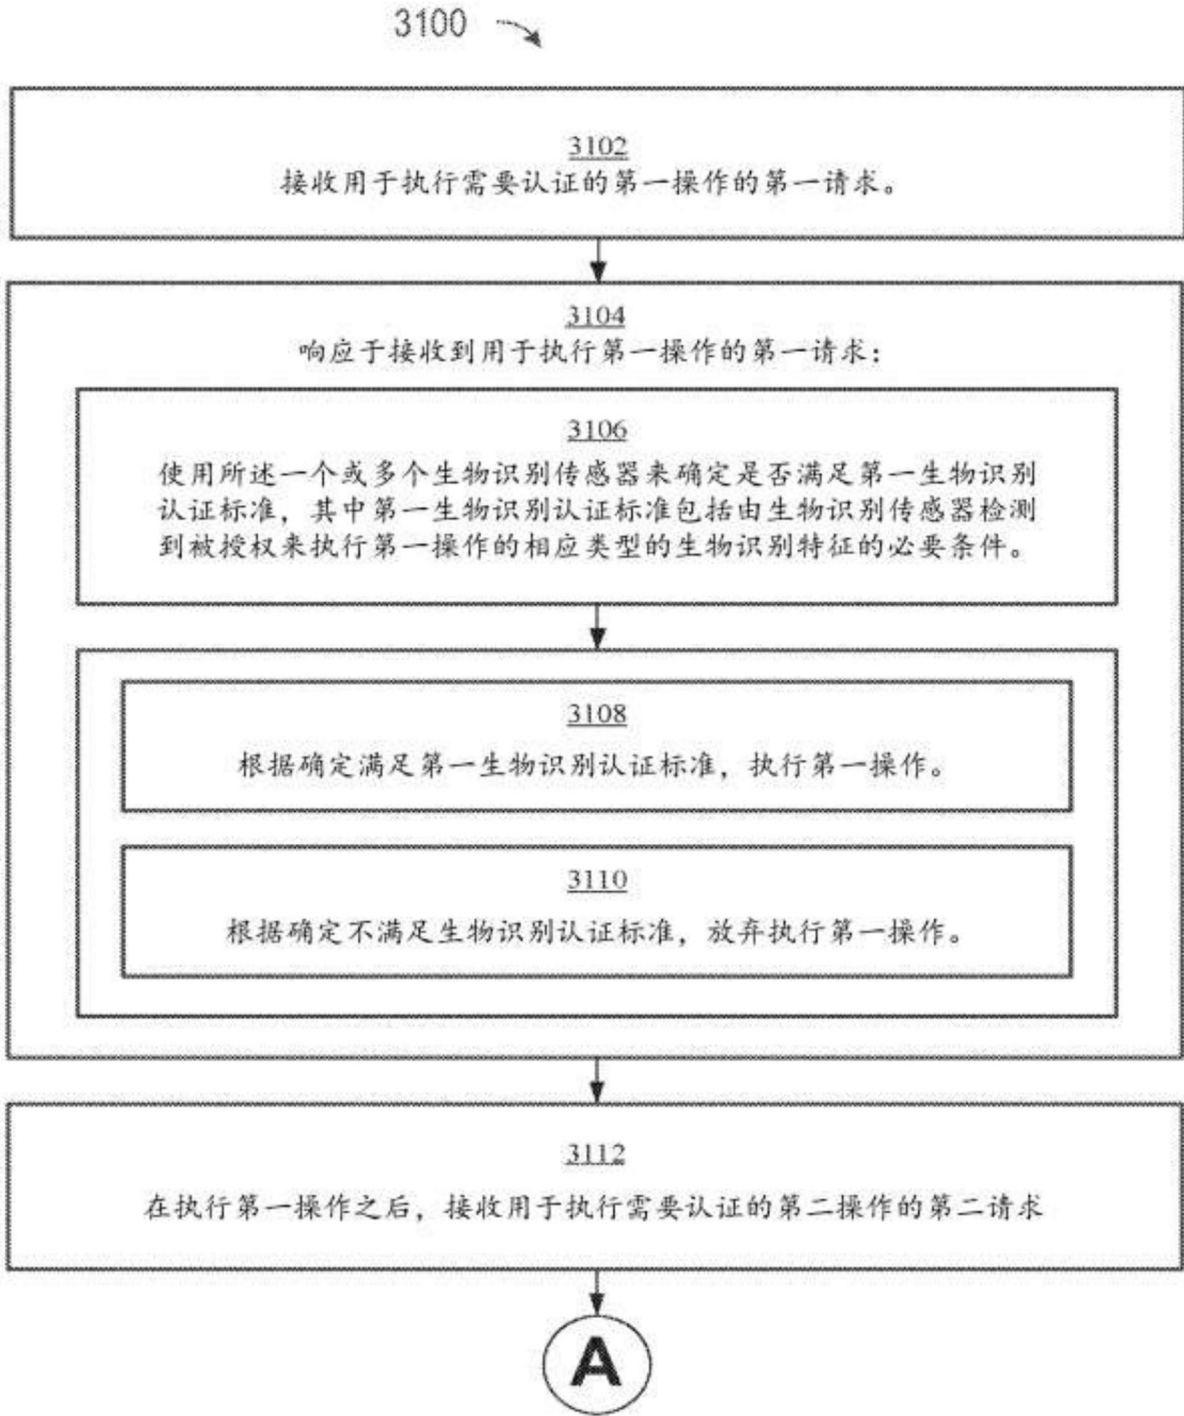 3100
3102
接收用于执行需要认证的第一操作的第一请求。
3104
响应于接收到用于执行第一操作的第一请求：
3106
使用所述一个或多个生物识别传感器来确定是否满足第一生物识别
认证标准，其中第一生物识别认证标准包括由生物识别传感器检测
到被授权来执行第一操作的相应类型的生物识别特征的必要条件。
3108
根据确定满足第一生物识别认证标准，执行第一操作。
3110
根据确定不满足生物识别认证标准，放弃执行第一操作。
3112
在执行第一操作之后，接收用于执行需要认证的第二操作的第二请求
A